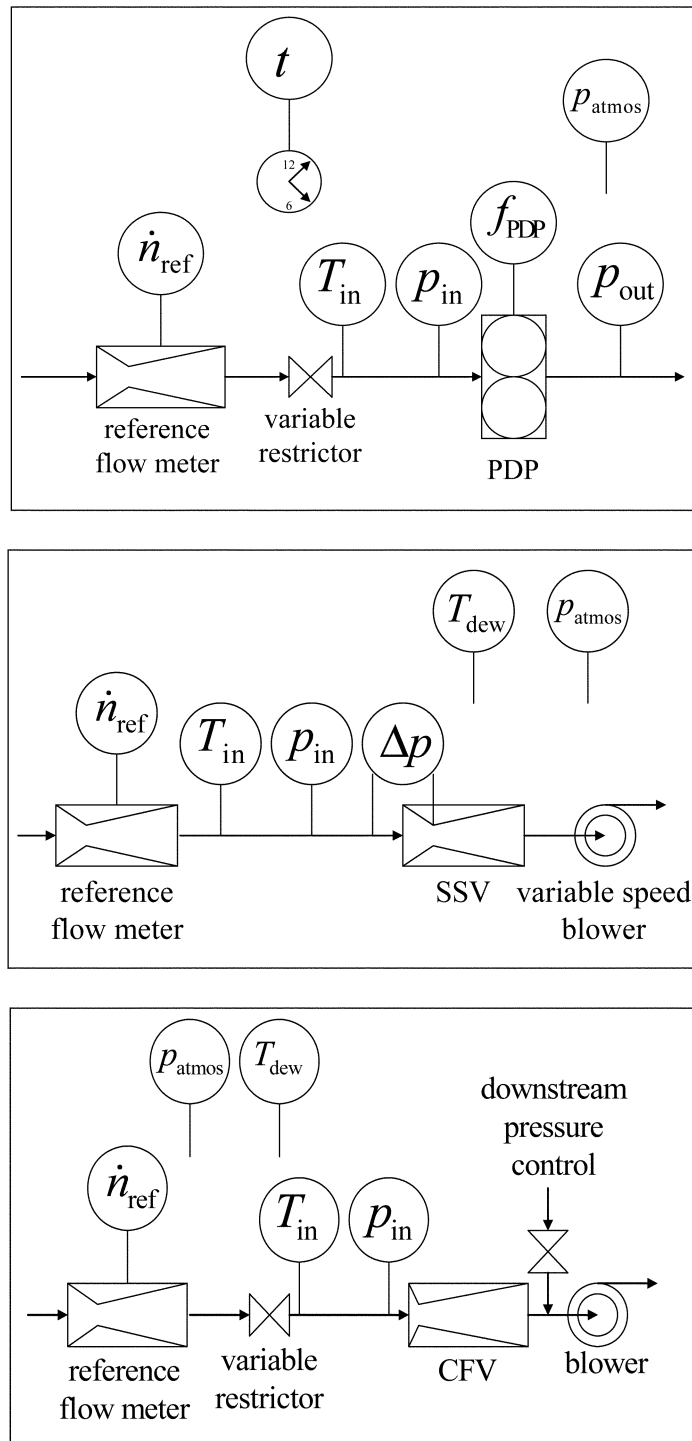 t
p_atmos
12
6
f_PDP
ṅ_ref
T_in
p_in
p_out
reference
flow meter
variable
restrictor
PDP
T_dew
p_atmos
ṅ_ref
T_in
p_in
Δp
reference
flow meter
SSV
variable speed
blower
p_atmos
T_dew
downstream
pressure
control
ṅ_ref
T_in
p_in
reference
flow meter
variable
restrictor
CFV
blower